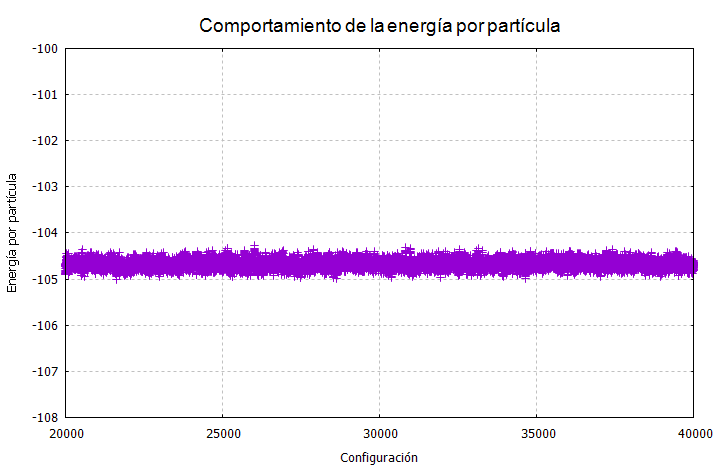 Comportamiento de la energía por partícula
-100
-101
-102
-103
-104
-105
-106
-107
-108
Energía por partícula
20000 25000 30000 35000 40000
Configuración